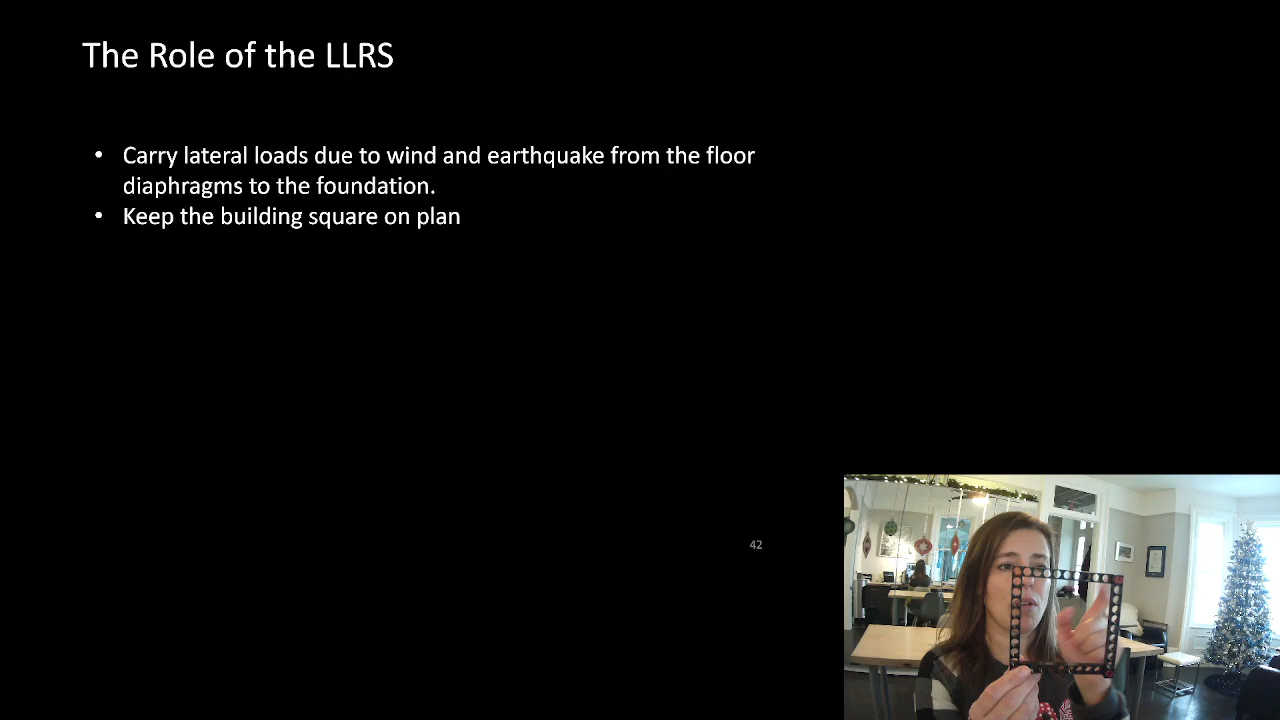 The Role of the LLRS
• Carry lateral loads due to wind and earthquake from the floor
diaphragms to the foundation.
• Keep the building square on plan
42